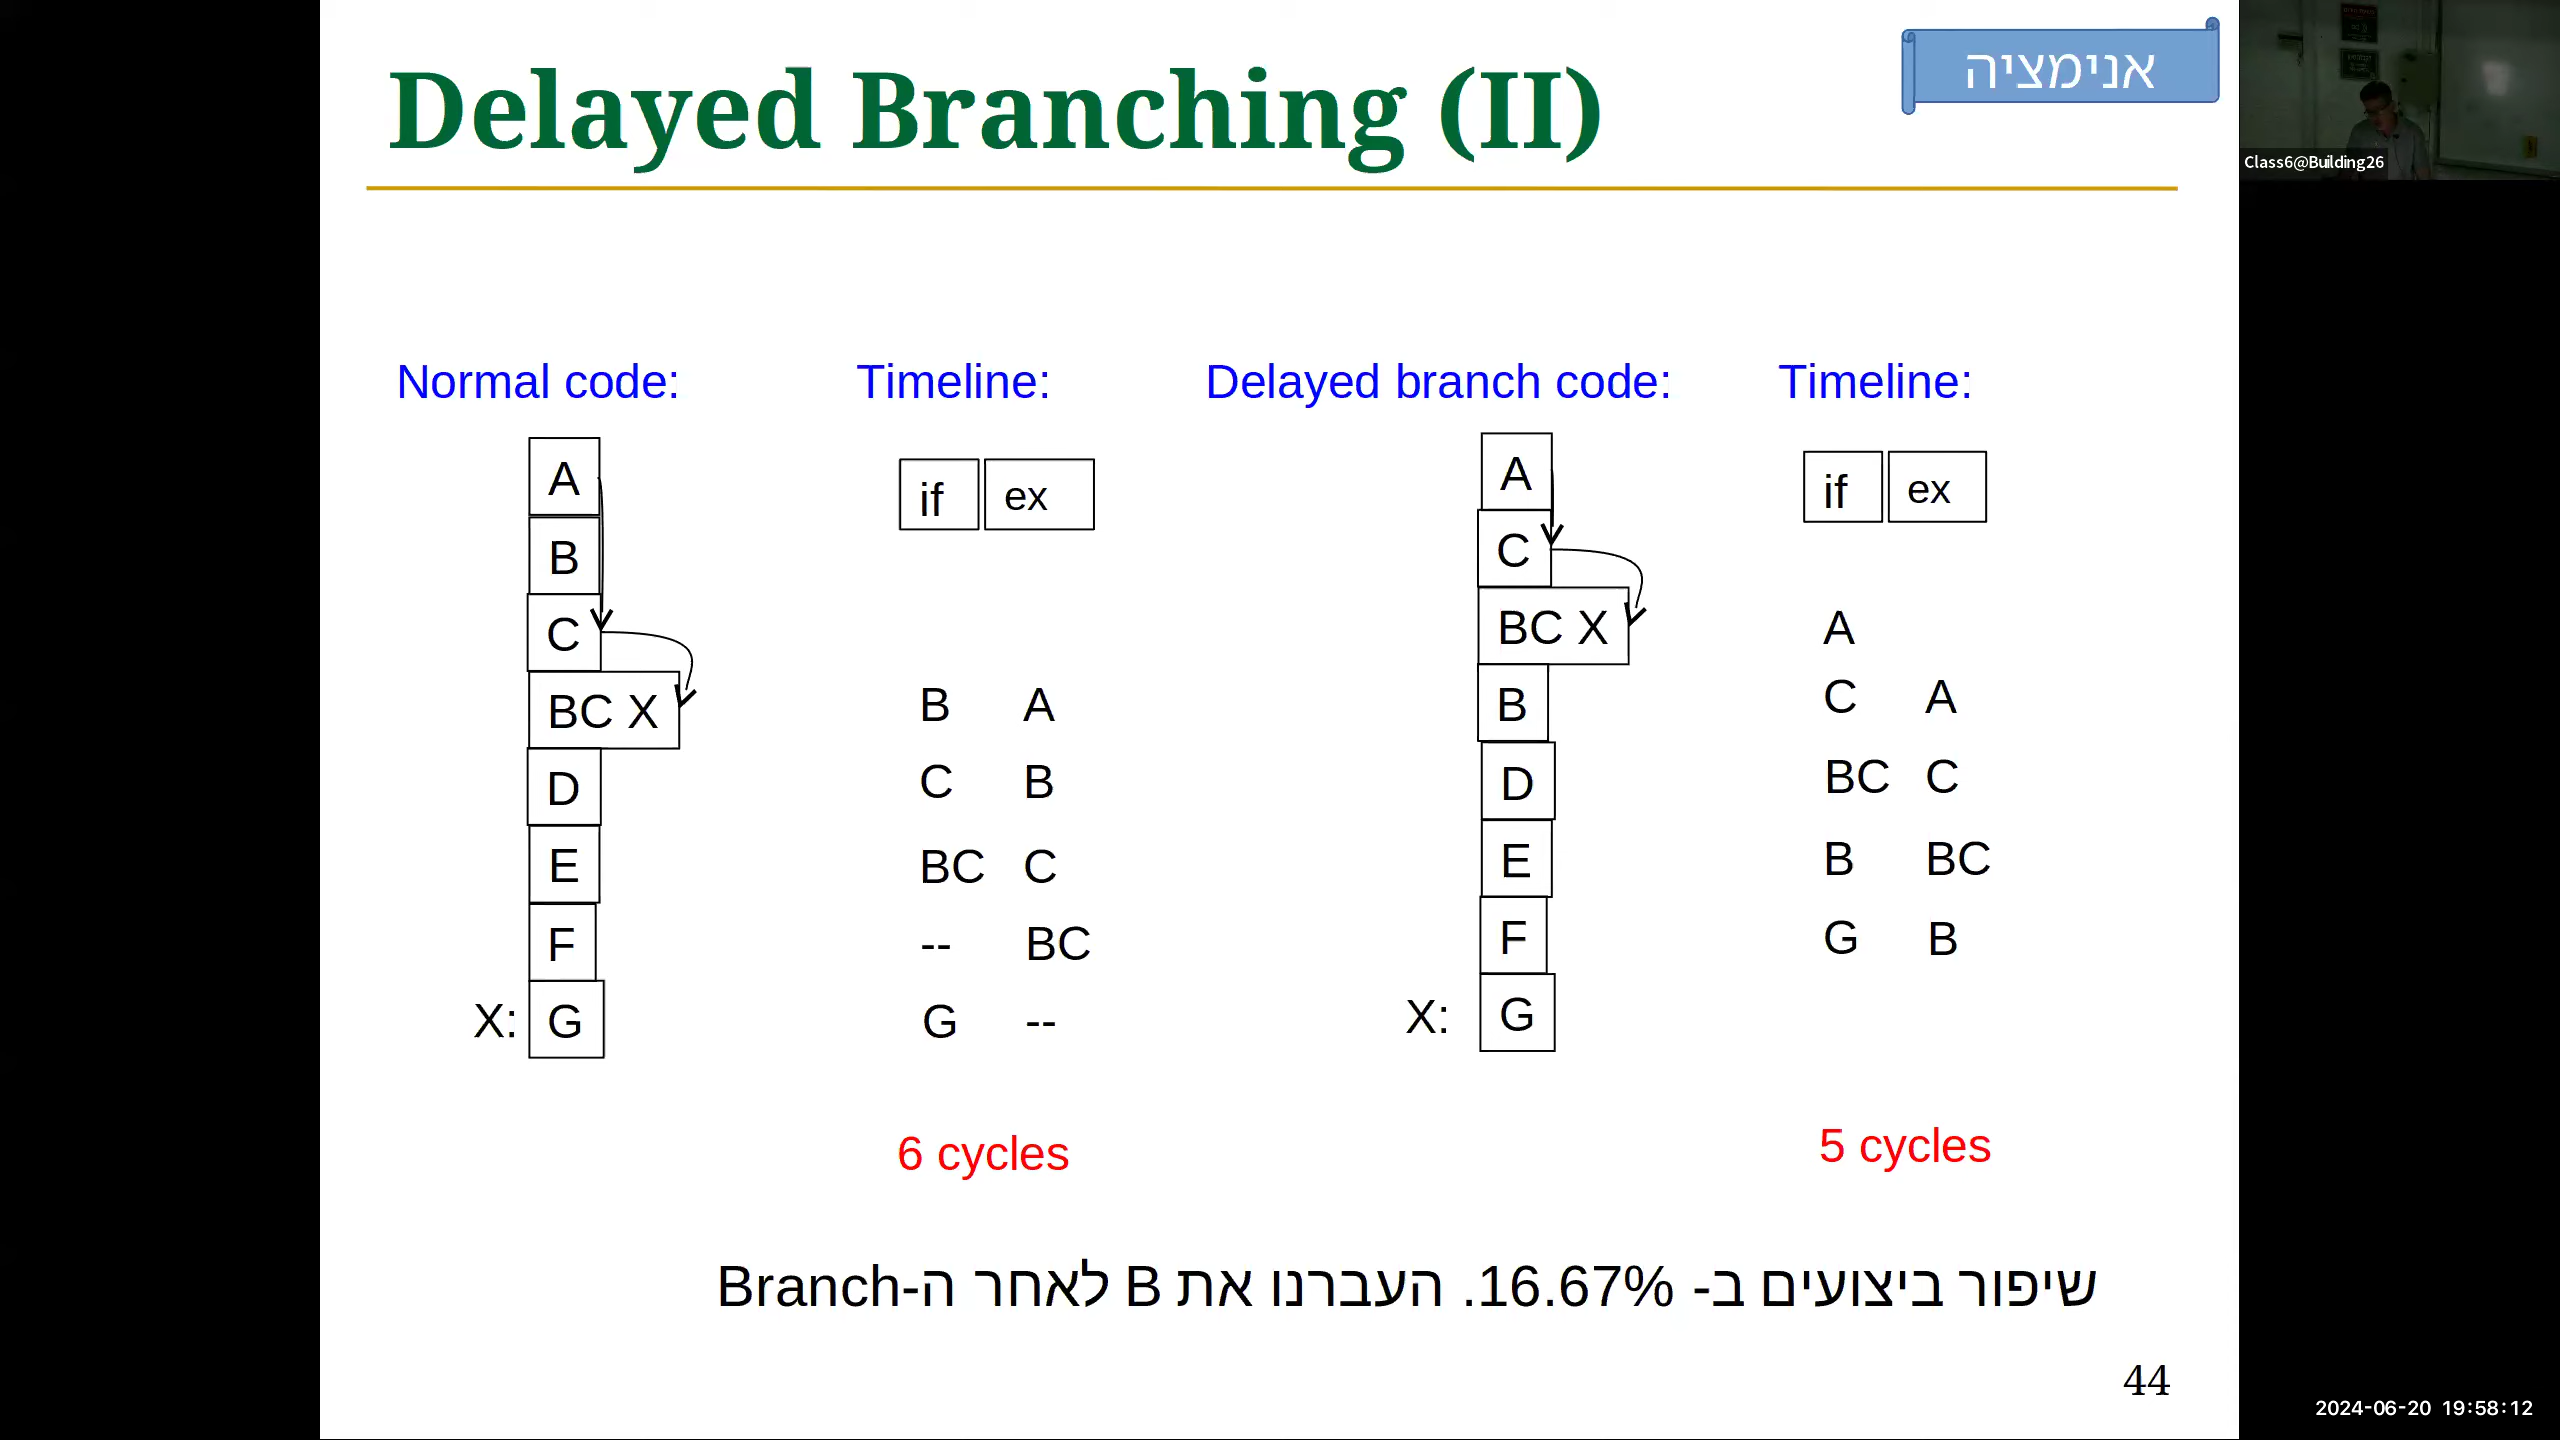 Delayed Branching (II)
אנימציה
Class6@Building26
Normal code:
Timeline:
Delayed branch code:
Timeline:
A
B
C
BC X
D
E
F
X: G
if ex
B A
C B
BC C
-- BC
G --
6 cycles
A
C
BC X
B
D
E
F
X: G
if ex
A
C A
BC C
B BC
G B
5 cycles
שיפור ביצועים ב- 16.67%. העברנו את B לאחר ה-Branch
44
2024-06-20 19:58:12